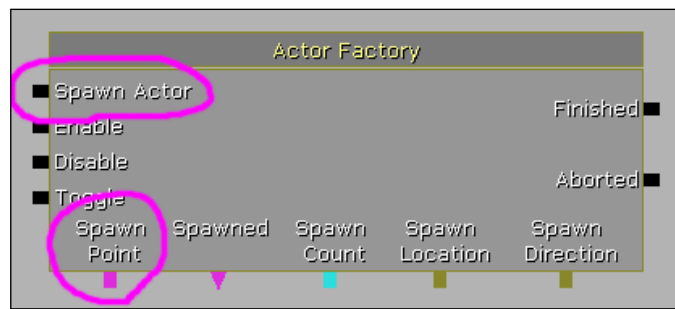 Actor Factory
Spawn Actor
Finished
Enable
Disable
Aborted
Toggle
Spawn Spawned Spawn Spawn Spawn
Point Count Location Direction